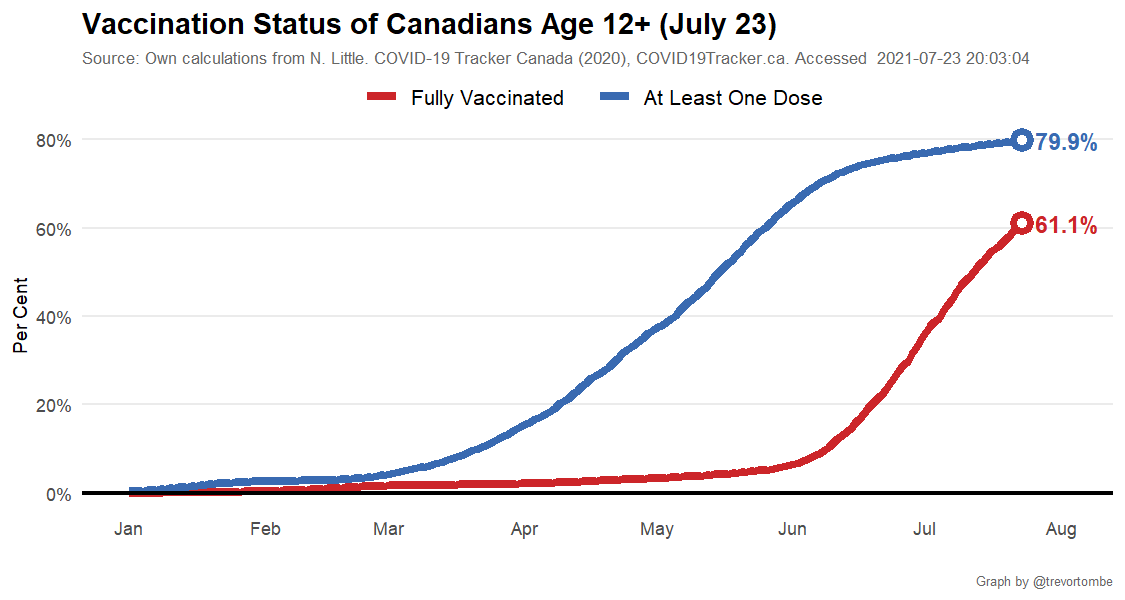 Vaccination Status of Canadians Age 12+ (July 23)
Source: Own calculations from N. Little. COVID-19 Tracker Canada (2020), COVID19Tracker.ca. Accessed  2021-07-23 20:03:04
Fully Vaccinated
At Least One Dose
Per Cent
80%
60%
40%
20%
0%
79.9%
61.1%
Jan
Feb
Mar
Apr
May
Jun
Jul
Aug
Graph by @trevortombe